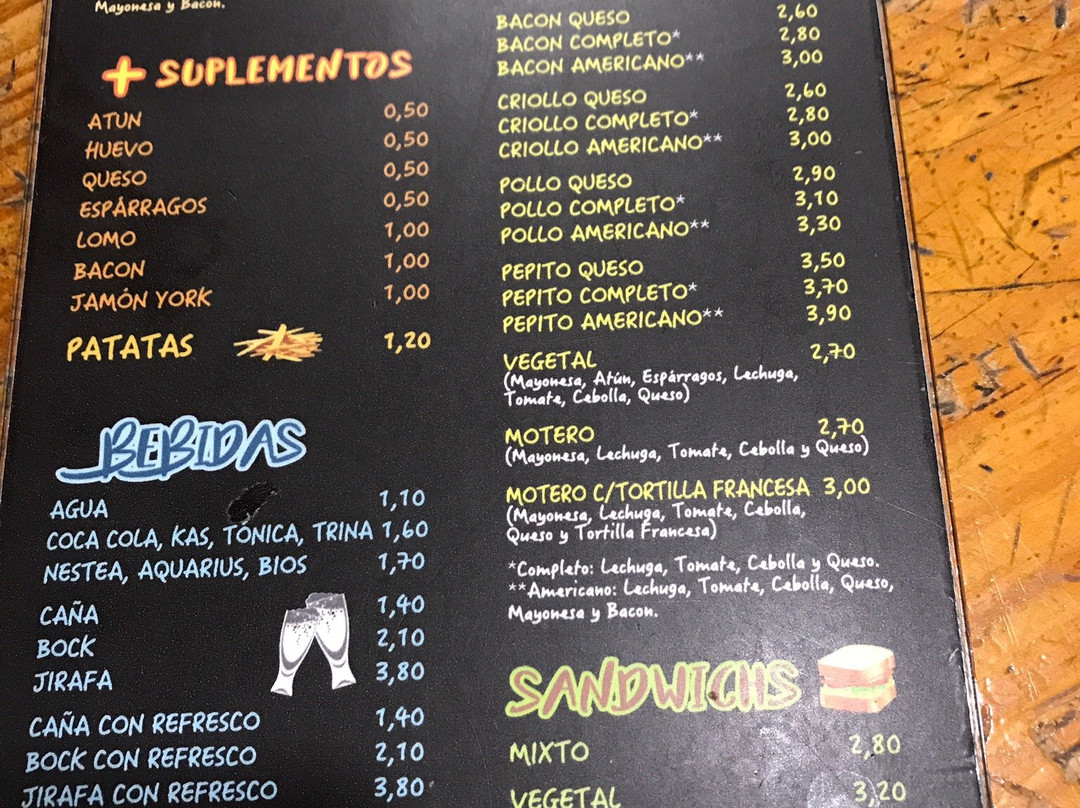 Mayonesa y Bacon.
+ SUPLEMENTOS
ATUN 0,50
HUEVO 0,50
QUESO 0,50
ESPÁRRAGOS 0,50
LOMO 1,00
BACON 1,00
JAMÓN YORK 1,00
PATATAS 1,20
BEBIDAS
AGUA 1,10
COCA COLA, KAS, TÓNICA, TRINA 1,60
NESTEA, AQUARIUS, BIOS 1,70
CAÑA 1,40
BOCK 2,10
JIRAFA 3,80
CAÑA CON REFRESCO 1,40
BOCK CON REFRESCO 2,10
JIRAFA CON REFRESCO 3,80
BACON QUESO 2,60
BACON COMPLETO* 2,80
BACON AMERICANO** 3,00
CRIOLLO QUESO 2,60
CRIOLLO COMPLETO* 2,80
CRIOLLO AMERICANO** 3,00
POLLO QUESO 2,90
POLLO COMPLETO* 3,10
POLLO AMERICANO** 3,30
PEPITO QUESO 3,50
PEPITO COMPLETO* 3,70
PEPITO AMERICANO** 3,90
VEGETAL 2,70
(Mayonesa, Atún, Espárragos, Lechuga,
Tomate, Cebolla, Queso)
MOTERO 2,70
(Mayonesa, Lechuga, Tomate, Cebolla y Queso)
MOTERO C/TORTILLA FRANCESA 3,00
(Mayonesa, Lechuga, Tomate, Cebolla,
Queso y Tortilla Francesa)
*Completo: Lechuga, Tomate, Cebolla y Queso.
**Americano: Lechuga, Tomate, Cebolla, Queso,
Mayonesa y Bacon.
SANDWICHS
MIXTO 2,80
VEGETAL 3,20